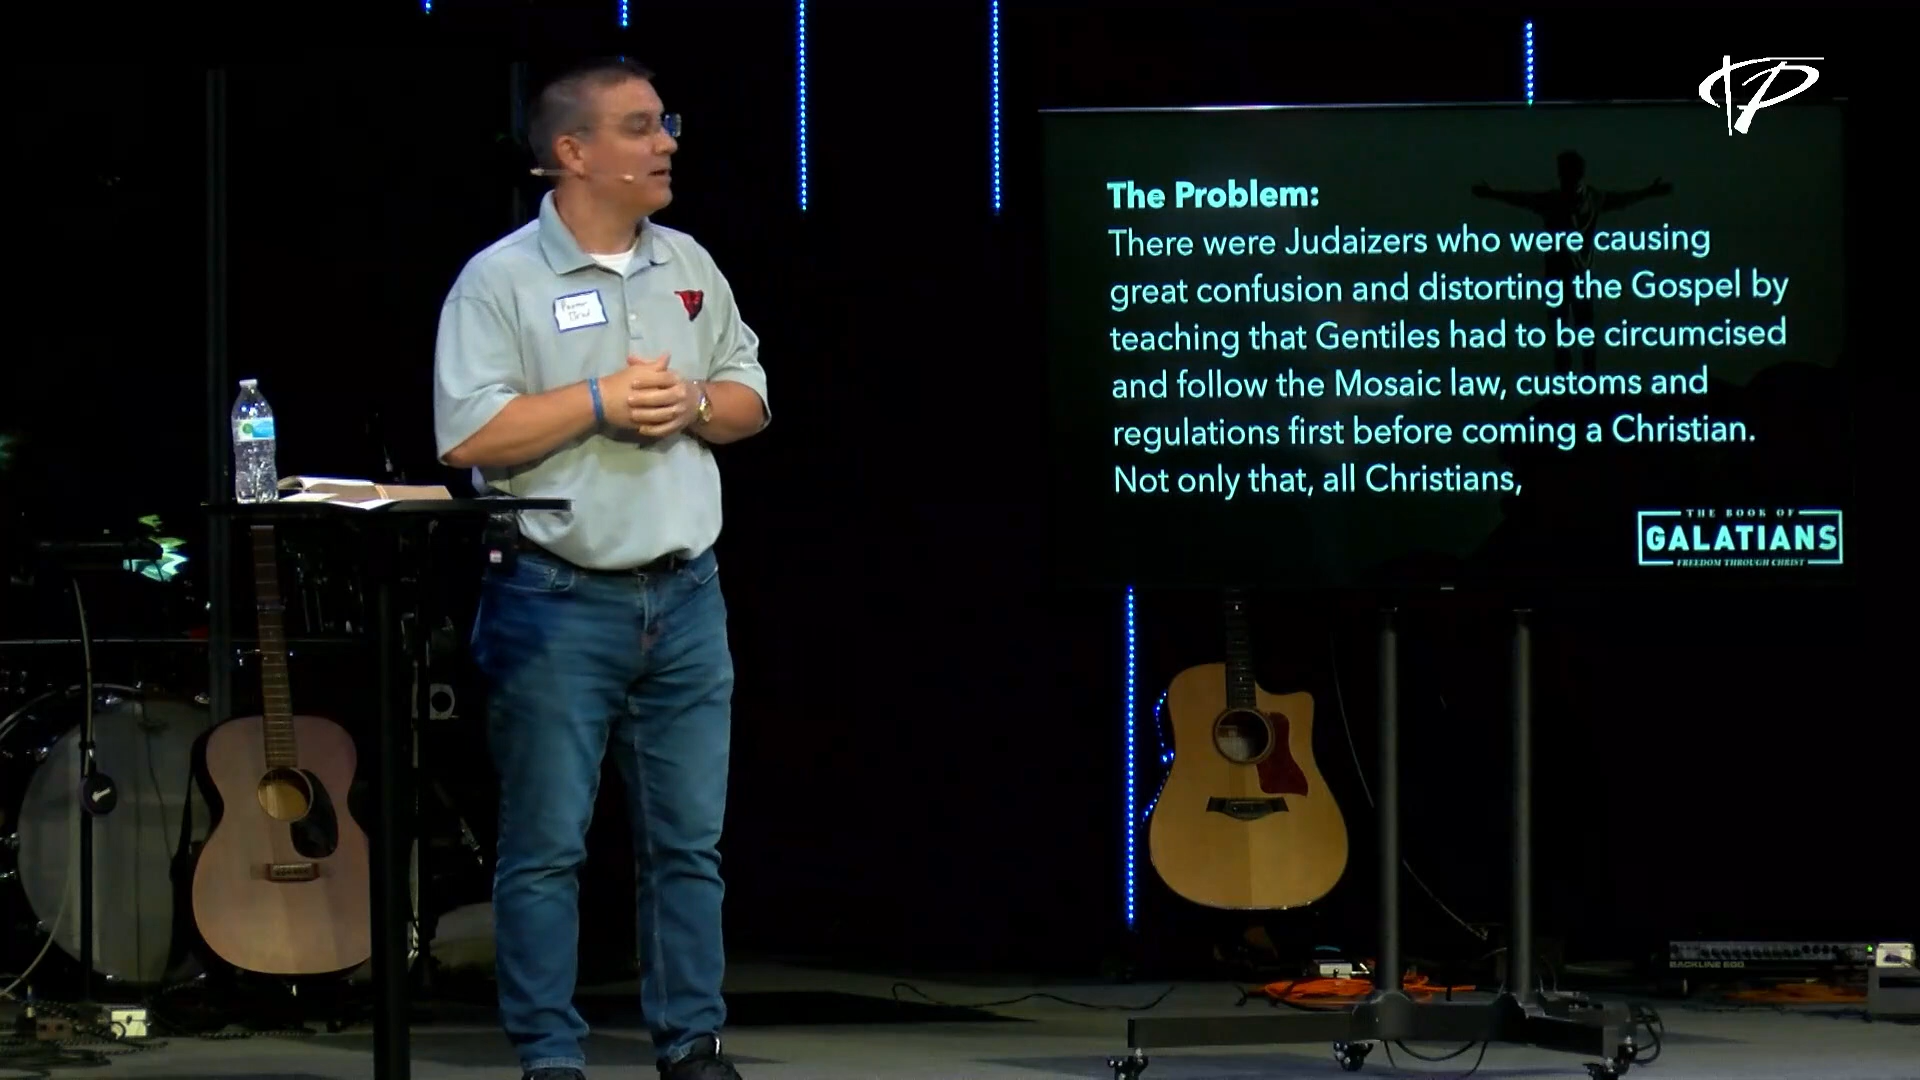 The Problem:
There were Judaizers who were causing
great confusion and distorting the Gospel by
teaching that Gentiles had to be circumcised
and follow the Mosaic law, customs and
regulations first before coming a Christian.
Not only that, all Christians,
THE BOOK OF
GALATIANS
FREEDOM THROUGH CHRIST
Pastor
BACKLINE 600